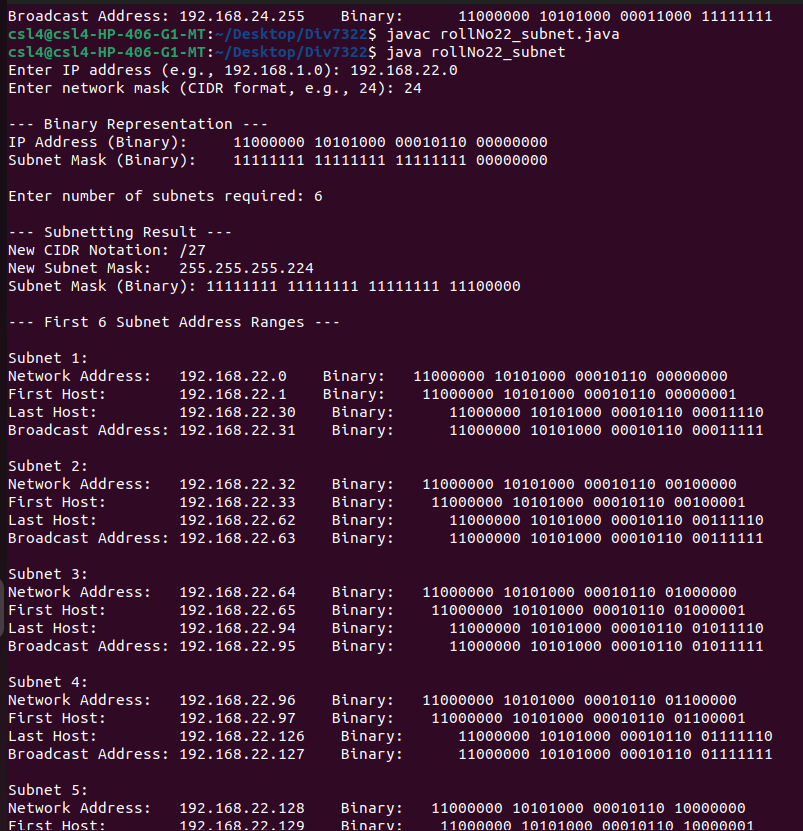 Broadcast Address: 192.168.24.255    Binary:      11000000 10101000 00011000 11111111
csl4@csl4-HP-406-G1-MT:~/Desktop/Div7322$ javac rollNo22_subnet.java
csl4@csl4-HP-406-G1-MT:~/Desktop/Div7322$ java rollNo22_subnet
Enter IP address (e.g., 192.168.1.0): 192.168.22.0
Enter network mask (CIDR format, e.g., 24): 24

--- Binary Representation ---
IP Address (Binary):     11000000 10101000 00010110 00000000
Subnet Mask (Binary):    11111111 11111111 11111111 00000000

Enter number of subnets required: 6

--- Subnetting Result ---
New CIDR Notation: /27
New Subnet Mask:   255.255.255.224
Subnet Mask (Binary): 11111111 11111111 11111111 11100000

--- First 6 Subnet Address Ranges ---

Subnet 1:
Network Address:   192.168.22.0    Binary:   11000000 10101000 00010110 00000000
First Host:        192.168.22.1    Binary:    11000000 10101000 00010110 00000001
Last Host:         192.168.22.30    Binary:      11000000 10101000 00010110 00011110
Broadcast Address: 192.168.22.31    Binary:      11000000 10101000 00010110 00011111

Subnet 2:
Network Address:   192.168.22.32    Binary:   11000000 10101000 00010110 00100000
First Host:        192.168.22.33    Binary:    11000000 10101000 00010110 00100001
Last Host:         192.168.22.62    Binary:      11000000 10101000 00010110 00111110
Broadcast Address: 192.168.22.63    Binary:      11000000 10101000 00010110 00111111

Subnet 3:
Network Address:   192.168.22.64    Binary:   11000000 10101000 00010110 01000000
First Host:        192.168.22.65    Binary:    11000000 10101000 00010110 01000001
Last Host:         192.168.22.94    Binary:      11000000 10101000 00010110 01011110
Broadcast Address: 192.168.22.95    Binary:      11000000 10101000 00010110 01011111

Subnet 4:
Network Address:   192.168.22.96    Binary:   11000000 10101000 00010110 01100000
First Host:        192.168.22.97    Binary:    11000000 10101000 00010110 01100001
Last Host:         192.168.22.126    Binary:      11000000 10101000 00010110 01111110
Broadcast Address: 192.168.22.127    Binary:      11000000 10101000 00010110 01111111

Subnet 5:
Network Address:   192.168.22.128    Binary:   11000000 10101000 00010110 10000000
First Host:        192.168.22.129    Binary:    11000000 10101000 00010110 10000001